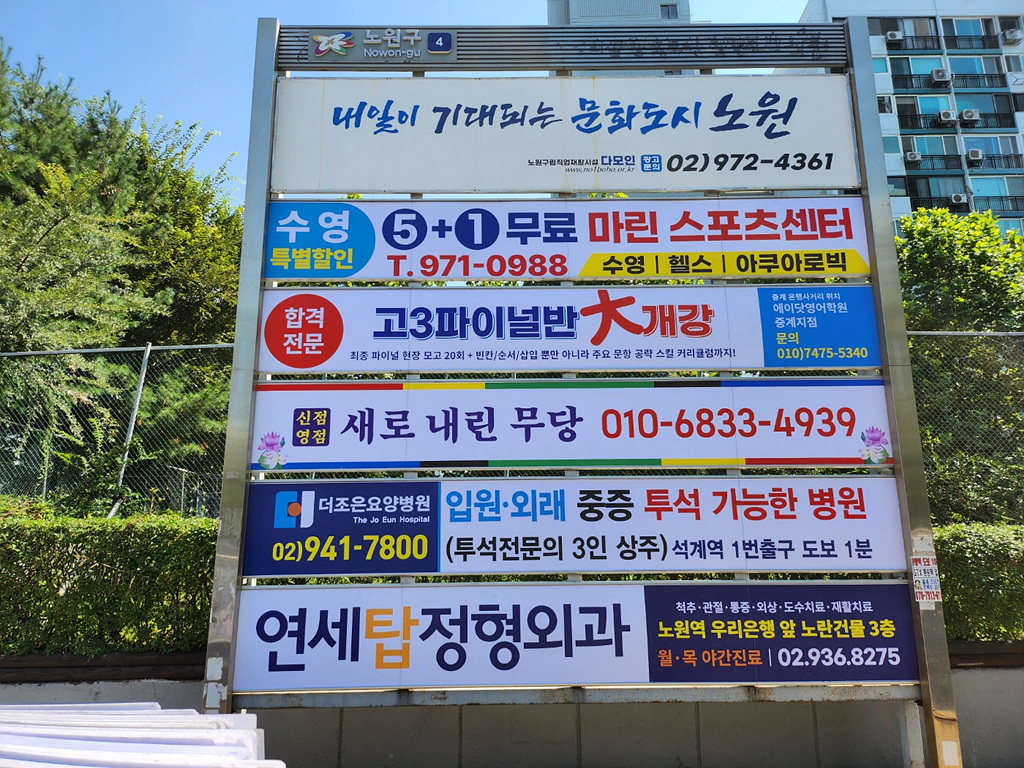 노원구
Nowon-gu
4
내일이 기대되는 문화도시 노원
노원구립직업재활시설 다모인 광고문의 02)972-4361
www.no1boho.or.kr
수영 특별할인
5+1 무료 마린 스포츠센터
T. 971-0988 수영 | 헬스 | 아쿠아로빅
합격 전문
고3파이널반 大개강
최종 파이널 현장 모고 20회 + 빈칸/순서/삽입 뿐만 아니라 주요 문항 공략 스킬 커리큘럼까지!
중계 은행사거리 위치
에이닷영어학원
중계지점
문의
010)7475-5340
신점 영점
새로 내린 무당 010-6833-4939
더조은요양병원
The Jo Eun Hospital
02)941-7800
입원·외래 중증 투석 가능한 병원
(투석전문의 3인 상주) 석계역 1번출구 도보 1분
연세탑정형외과
척추·관절·통증·외상·도수치료·재활치료
노원역 우리은행 앞 노란건물 3층
월·목 야간진료 | 02.936.8275